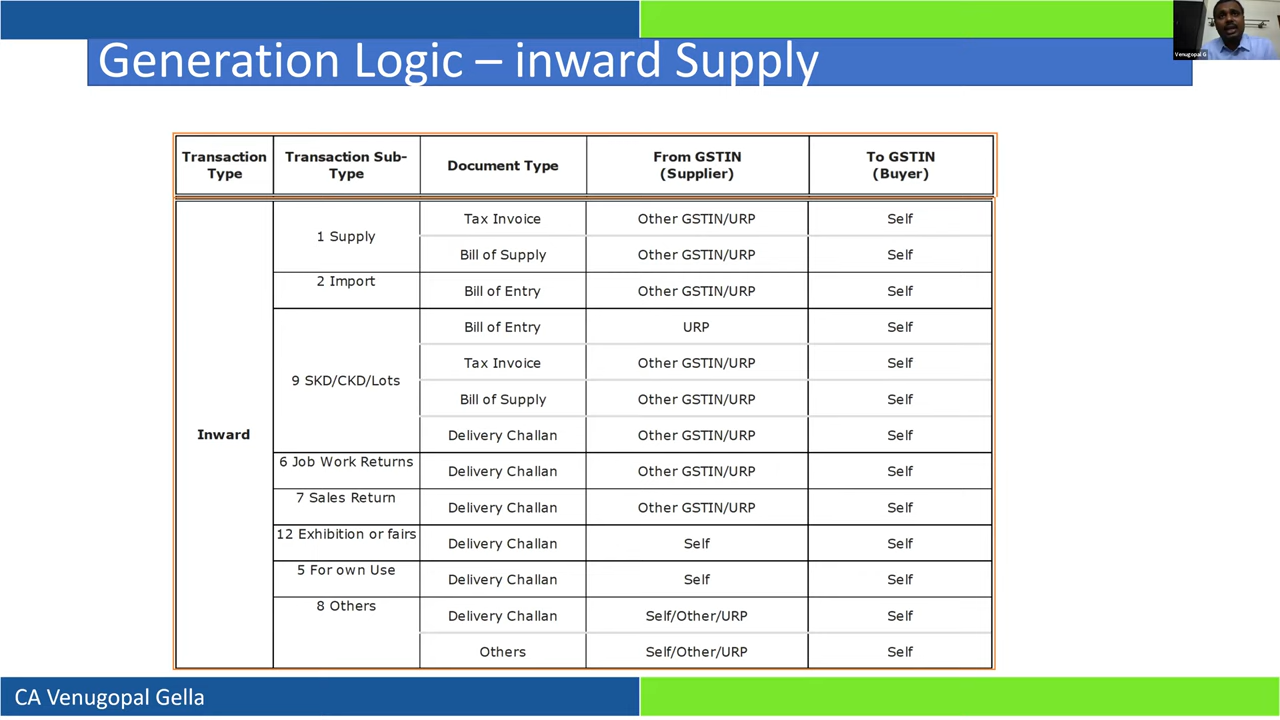 Generation Logic – inward Supply
Venugopal G
Transaction Type
Transaction Sub-Type
Document Type
From GSTIN (Supplier)
To GSTIN (Buyer)
Inward
1 Supply
Tax Invoice
Other GSTIN/URP
Self
Bill of Supply
Other GSTIN/URP
Self
2 Import
Bill of Entry
Other GSTIN/URP
Self
9 SKD/CKD/Lots
Bill of Entry
URP
Self
Tax Invoice
Other GSTIN/URP
Self
Bill of Supply
Other GSTIN/URP
Self
Delivery Challan
Other GSTIN/URP
Self
6 Job Work Returns
Delivery Challan
Other GSTIN/URP
Self
7 Sales Return
Delivery Challan
Other GSTIN/URP
Self
12 Exhibition or fairs
Delivery Challan
Self
Self
5 For own Use
Delivery Challan
Self
Self
8 Others
Delivery Challan
Self/Other/URP
Self
Others
Self/Other/URP
Self
CA Venugopal Gella